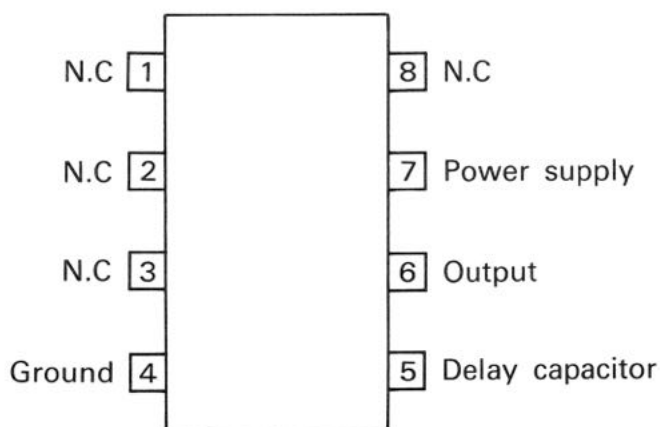 N.C 1 8 N.C
N.C 2 7 Power supply
N.C 3 6 Output
Ground 4 5 Delay capacitor